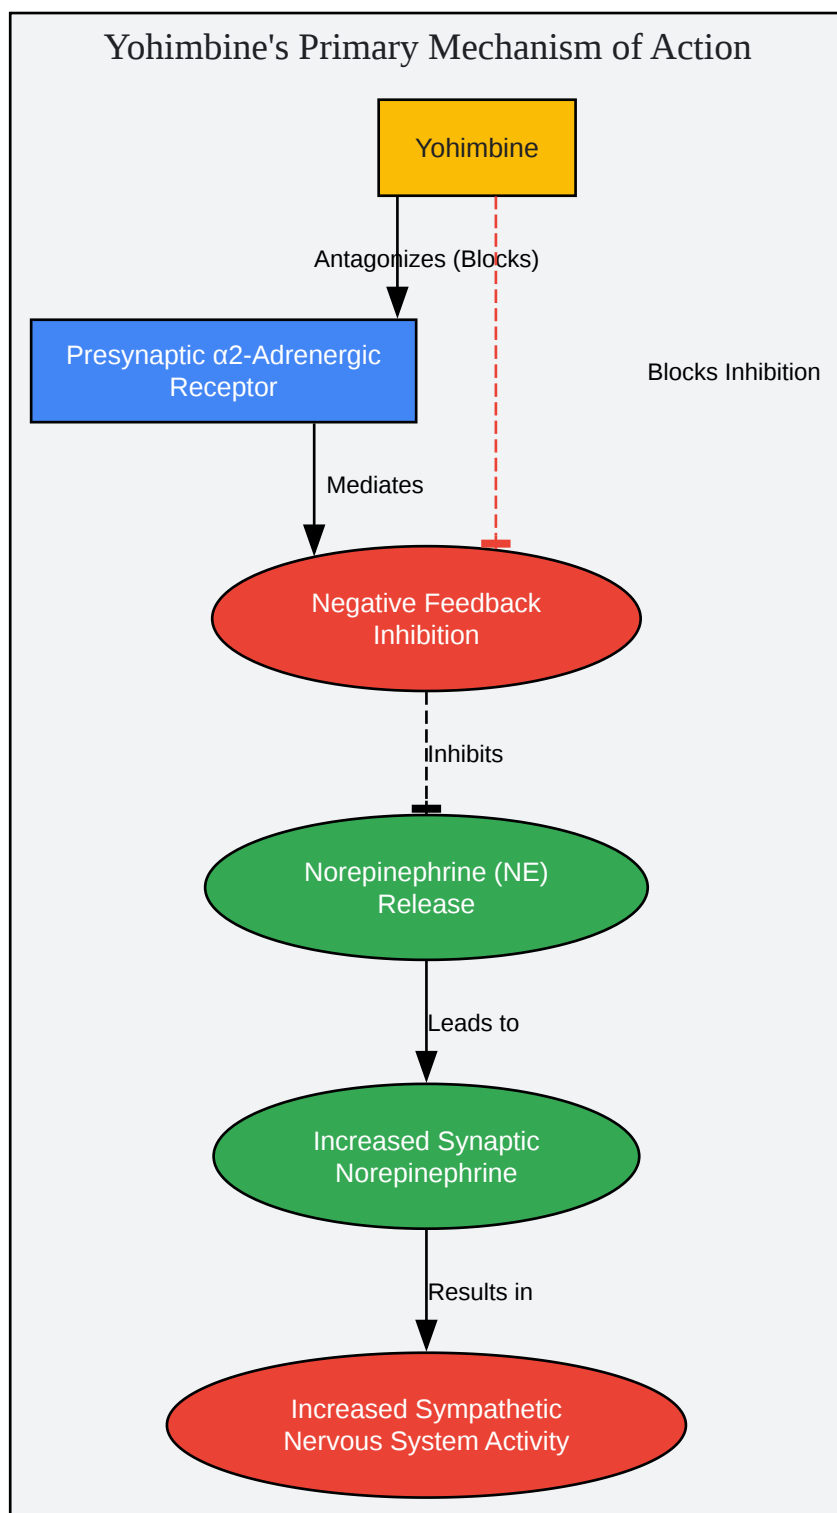 Yohimbine's Primary Mechanism of Action
Yohimbine
Antagonizes (Blocks)
Presynaptic α2-Adrenergic
Receptor
Blocks Inhibition
Mediates
Negative Feedback
Inhibition
Inhibits
Norepinephrine (NE)
Release
Leads to
Increased Synaptic
Norepinephrine
Results in
Increased Sympathetic
Nervous System Activity